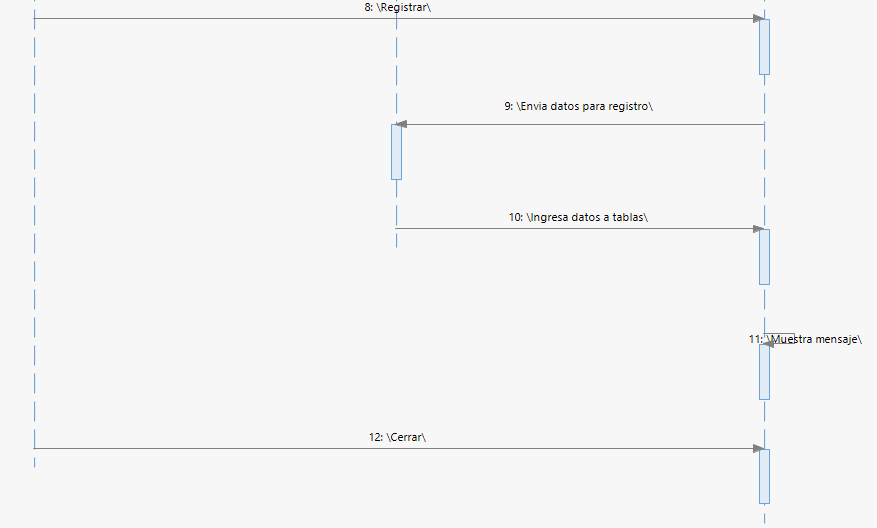 8: \Registrar\
9: \Envia datos para registro\
10: \Ingresa datos a tablas\
11: \Muestra mensaje\
12: \Cerrar\